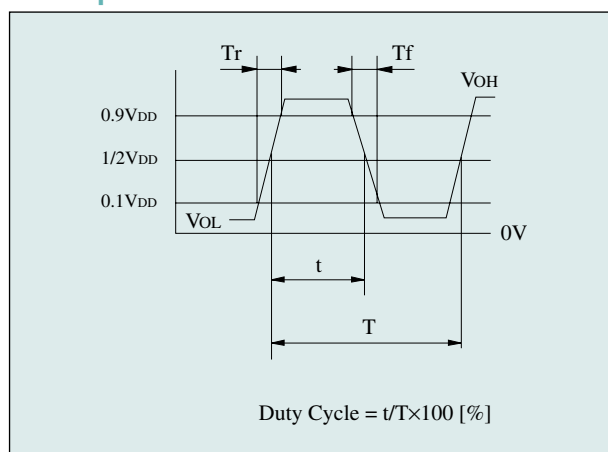 Tr Tf
VOH
0.9VDD
1/2VDD
0.1VDD
VOL
0V
t
T
Duty Cycle = t/T×100 [%]